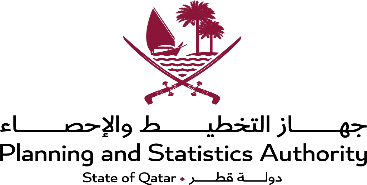 جهاز التخطيط والإحصاء
Planning and Statistics Authority
State of Qatar • دولة قطر